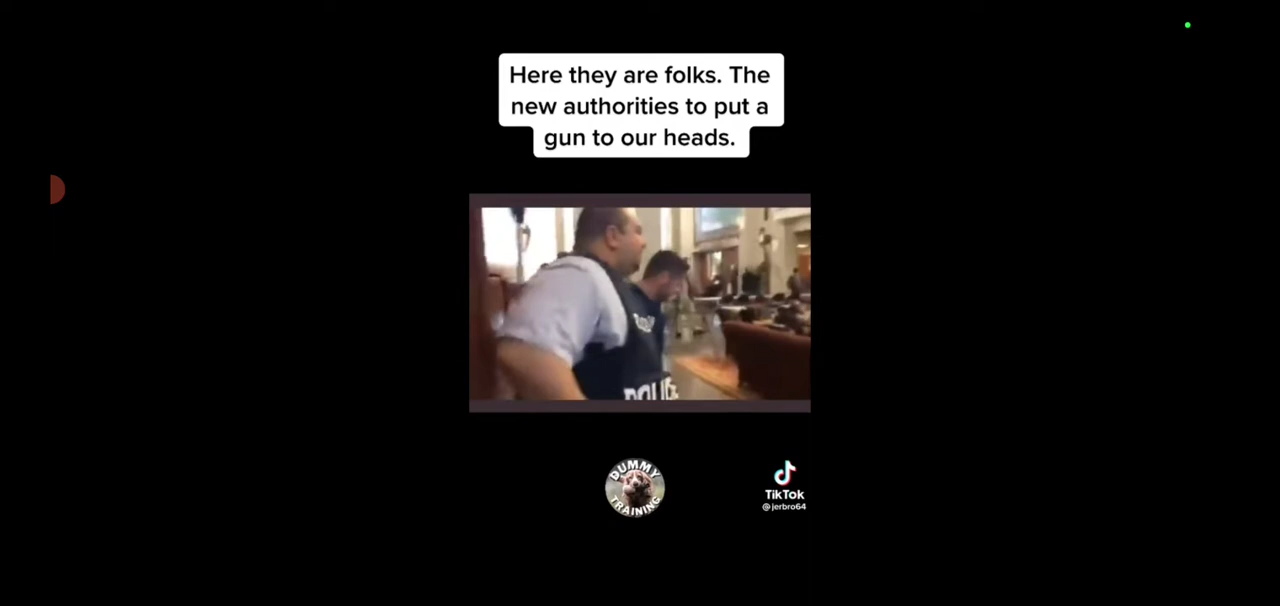 Here they are folks. The
new authorities to put a
gun to our heads.
POLICE
DUMMY
TRAINING
TikTok
@jerbro64